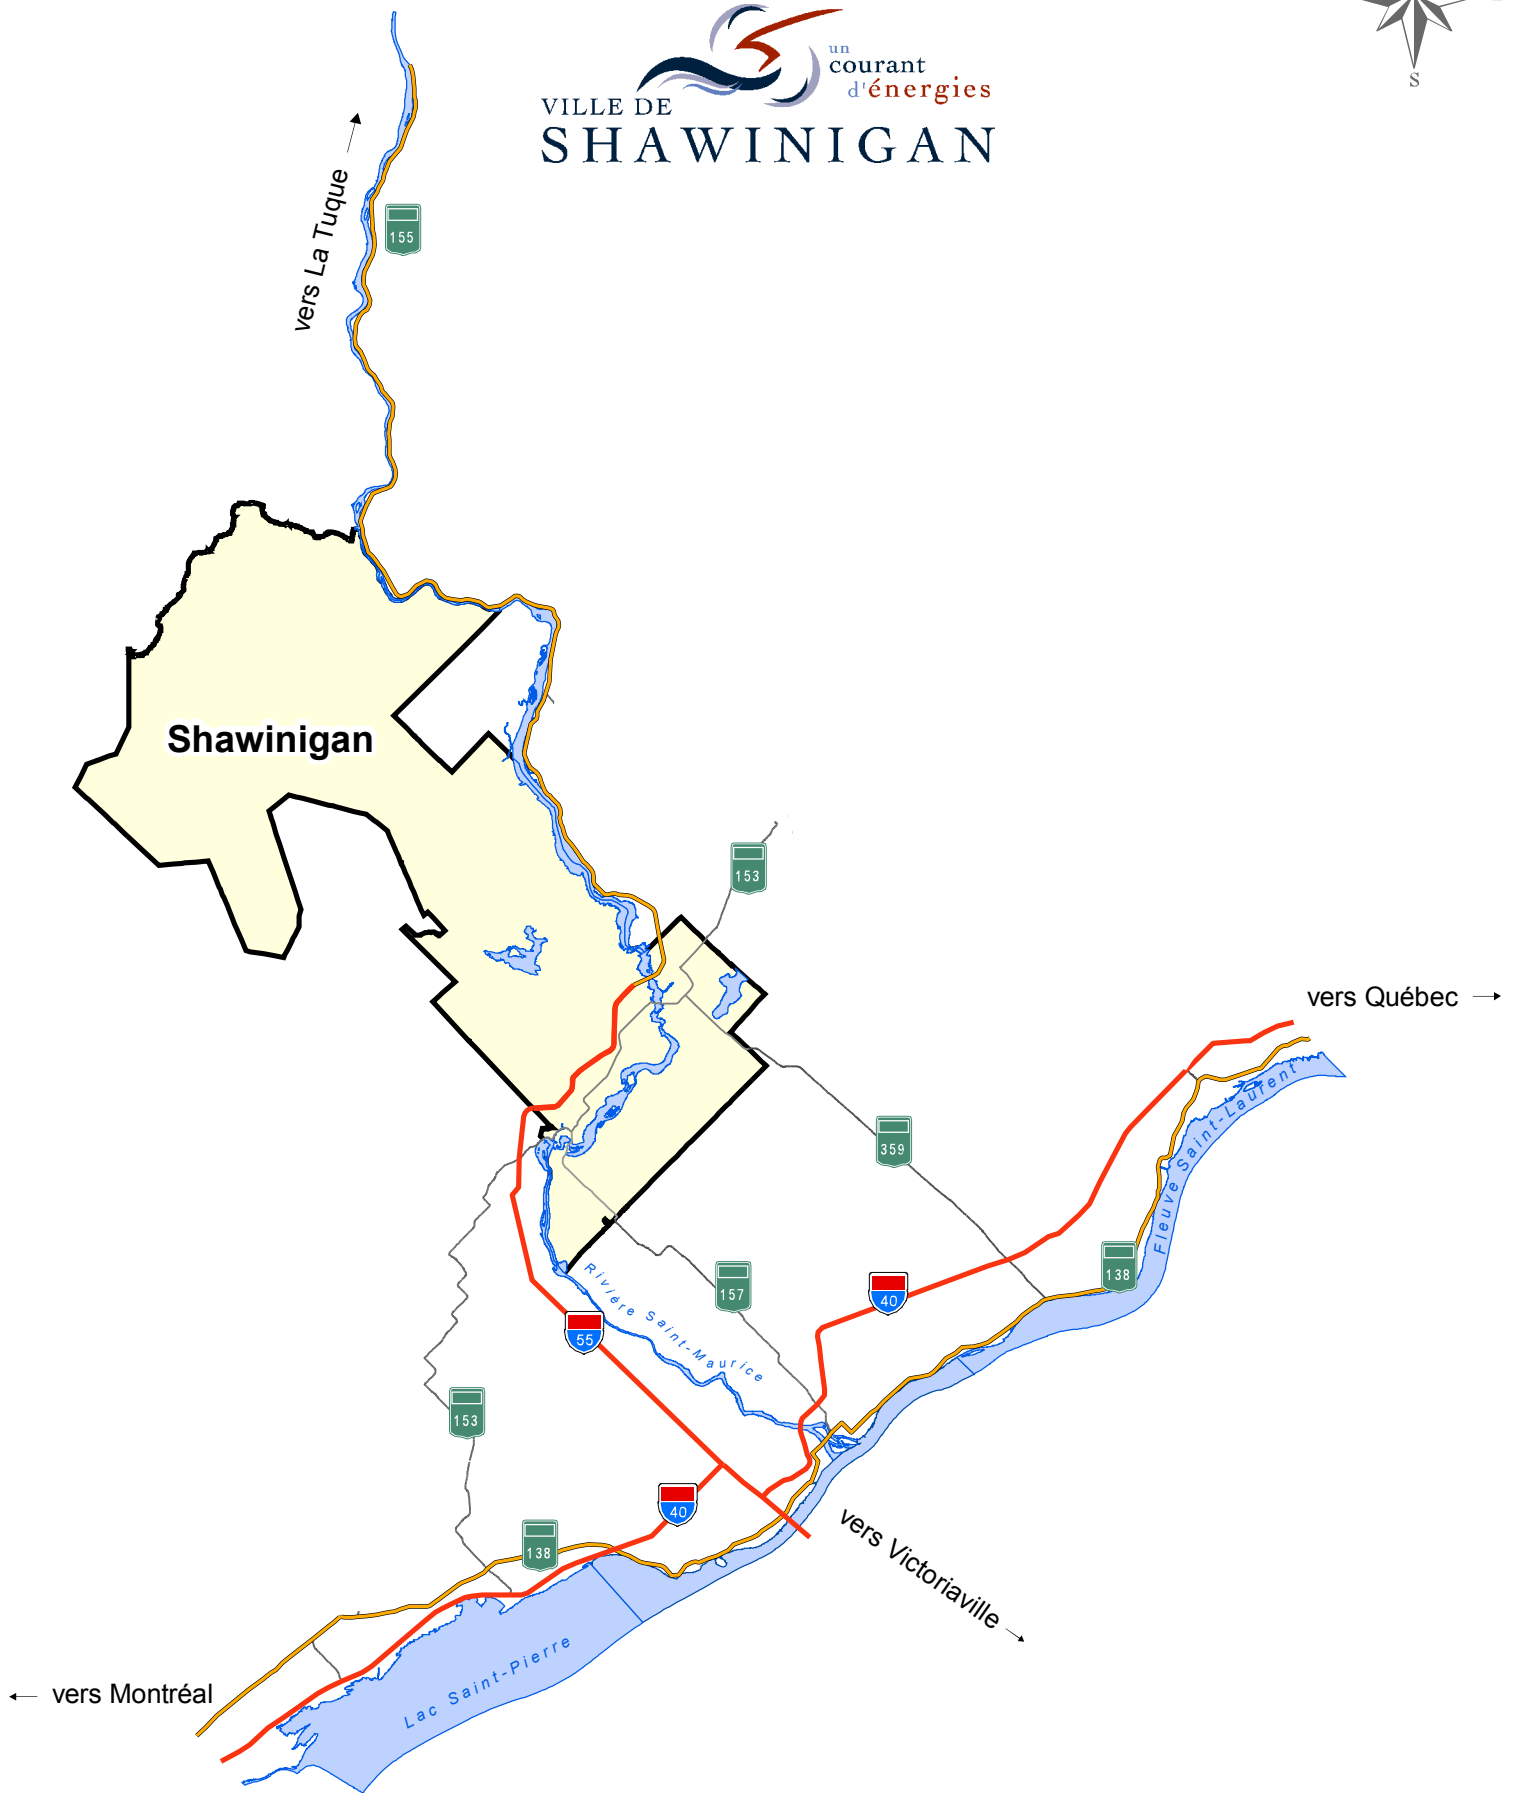 un
courant
d'énergies
VILLE DE
SHAWINIGAN
S
vers La Tuque
155
Shawinigan
153
vers Québec
359
Fleuve Saint-Laurent
138
Rivière Saint-Maurice
157
40
55
153
40
138
vers Victoriaville
Lac Saint-Pierre
vers Montréal